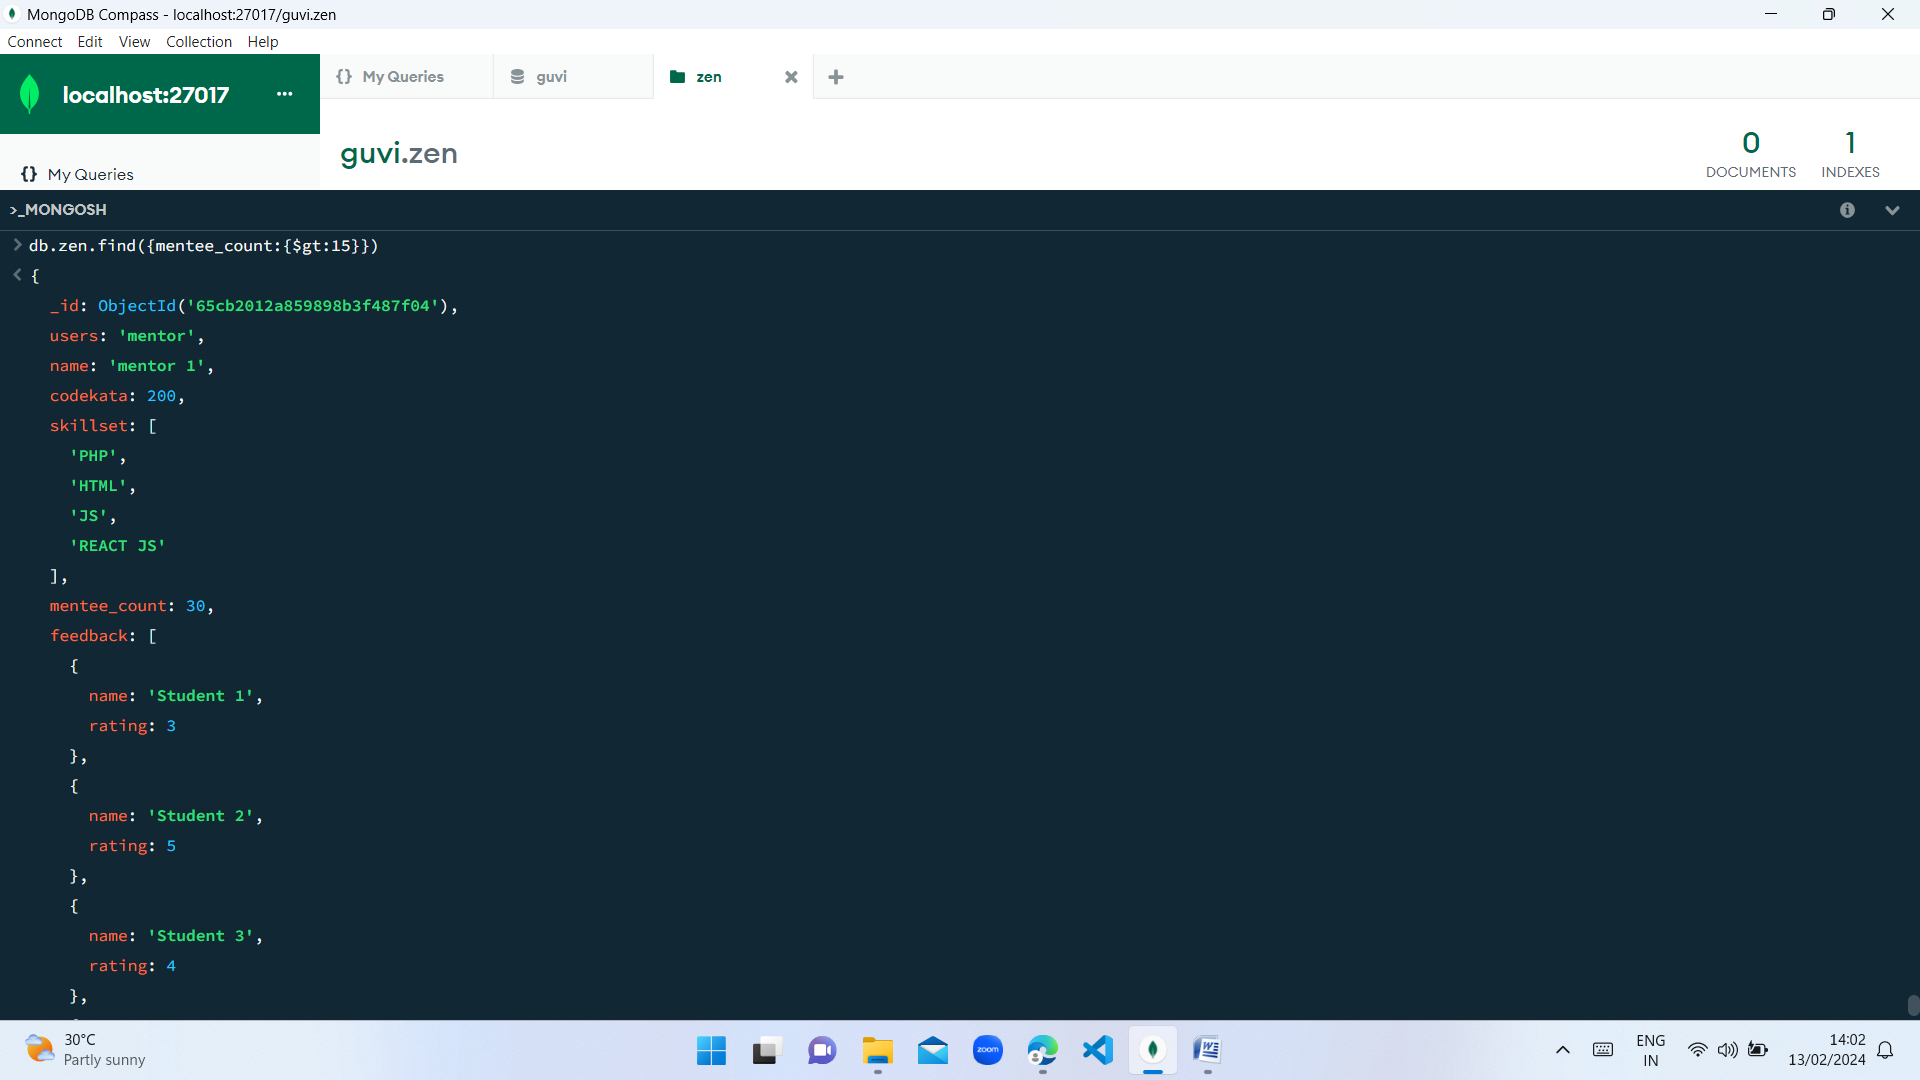 MongoDB Compass - localhost:27017/guvi.zen
Connect Edit View Collection Help
localhost:27017 ...
{} My Queries
guvi
zen
guvi.zen
0
DOCUMENTS
1
INDEXES
{} My Queries
>_MONGOSH
> db.zen.find({mentee_count:{$gt:15}})
< {
_id: ObjectId('65cb2012a859898b3f487f04'),
users: 'mentor',
name: 'mentor 1',
codekata: 200,
skillset: [
'PHP',
'HTML',
'JS',
'REACT JS'
],
mentee_count: 30,
feedback: [
{
name: 'Student 1',
rating: 3
},
{
name: 'Student 2',
rating: 5
},
{
name: 'Student 3',
rating: 4
},
30°C
Partly sunny
zoom
ENG
IN
14:02
13/02/2024